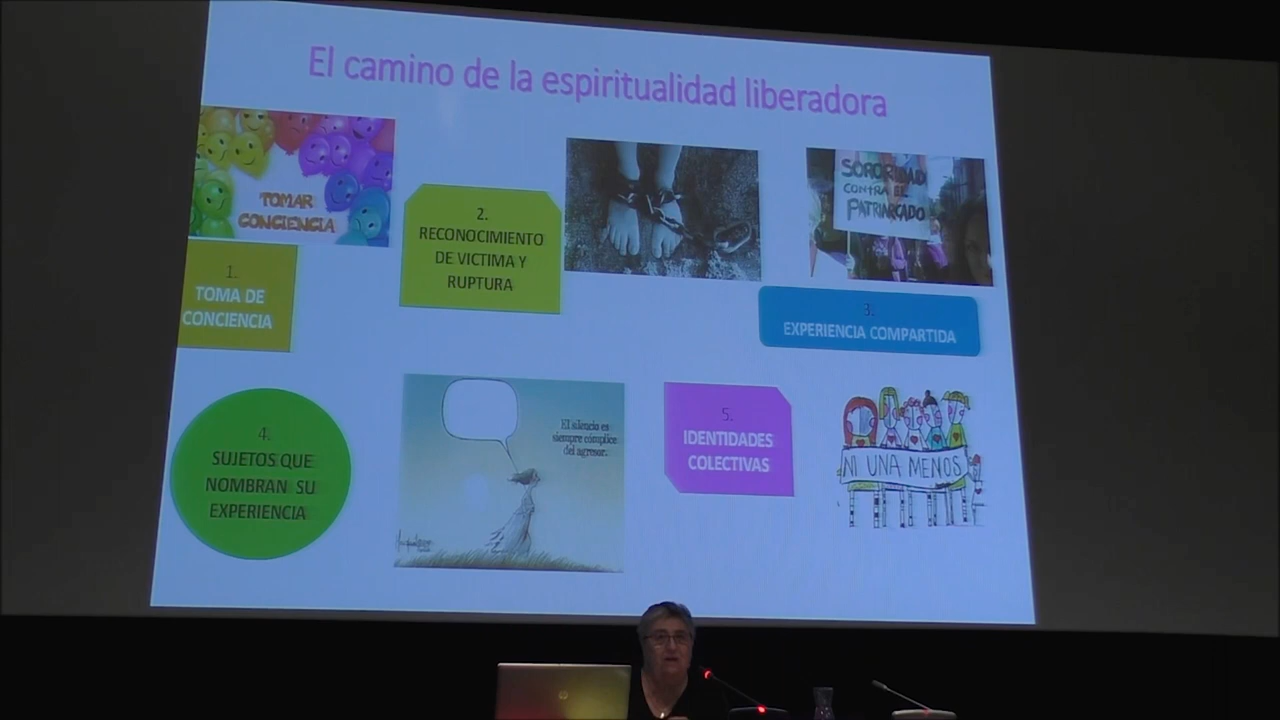 El camino de la espiritualidad liberadora
TOMAR
CONCIENCIA
1.
TOMA DE
CONCIENCIA
2.
RECONOCIMIENTO
DE VICTIMA Y
RUPTURA
SORORIDAD
CONTRA EL
PATRIARCADO
3.
EXPERIENCIA COMPARTIDA
4.
SUJETOS QUE
NOMBRAN SU
EXPERIENCIA
El silencio es
siempre cómplice
del agresor.
5.
IDENTIDADES
COLECTIVAS
NI UNA MENOS
hp